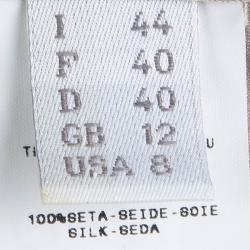 I 44
F 40
D 40
GB 12
USA 8
100%SETA-SEIDE-SOIE
SILK-SEDA